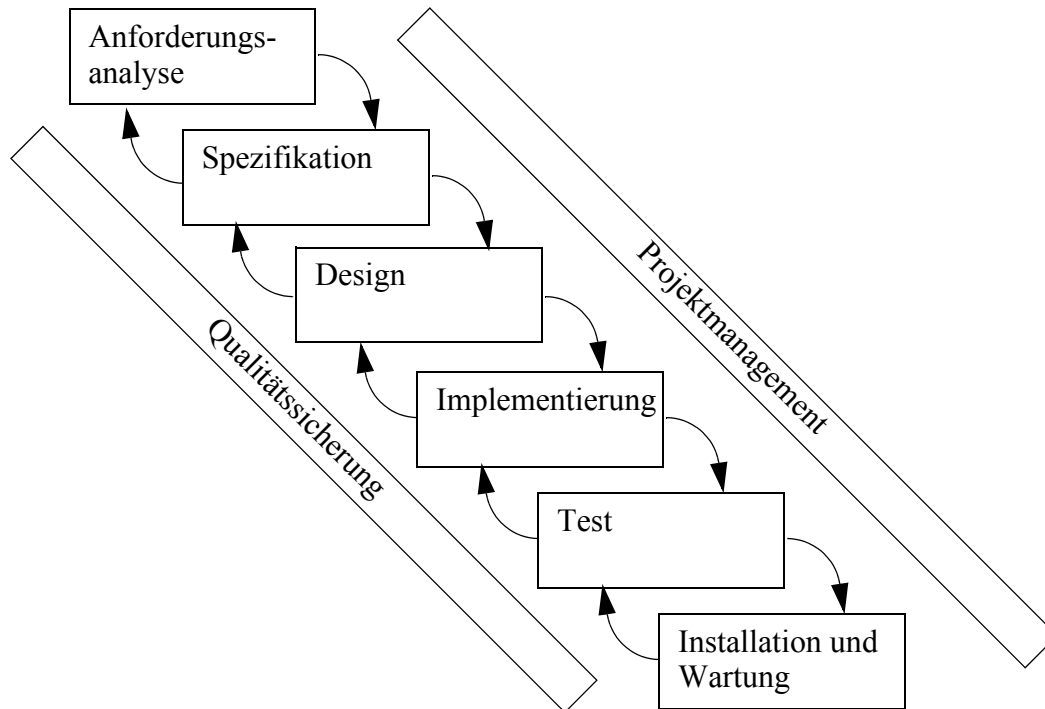 Anforderungs-
analyse
Spezifikation
Design
Implementierung
Test
Installation und
Wartung
Qualitätssicherung
Projektmanagement